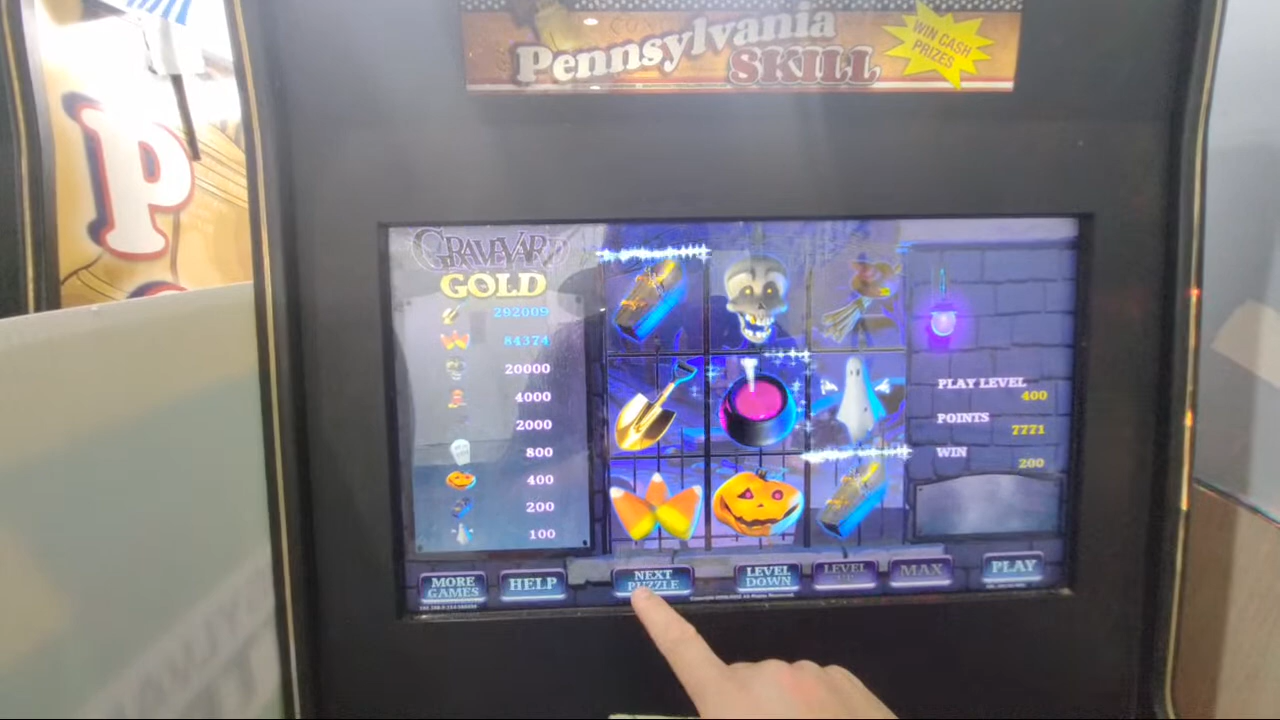 Pennsylvania
SKILL
WIN CASH
PRIZES
P
GRAVEYARD
GOLD
292009
84374
20000
4000
2000
800
400
200
100
PLAY LEVEL
400
POINTS
7771
WIN
200
MORE
GAMES
HELP
NEXT
PUZZLE
LEVEL
DOWN
LEVEL
UP
MAX
PLAY